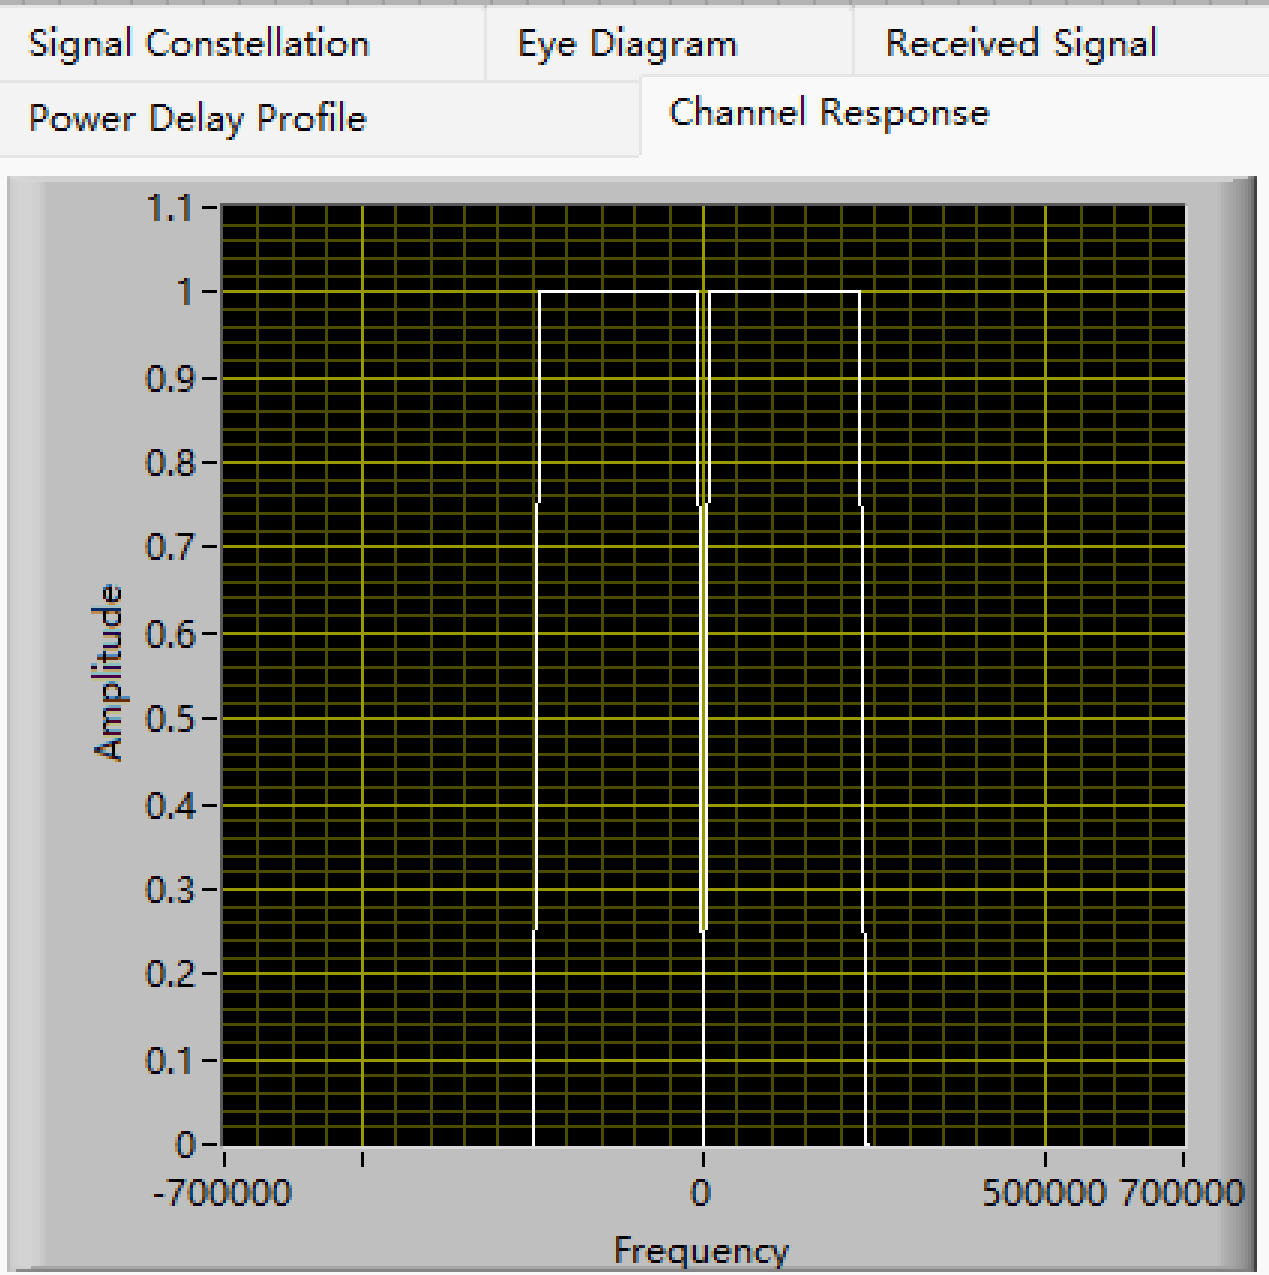 Signal Constellation Eye Diagram Received Signal
Power Delay Profile Channel Response
1.1
1
0.9
0.8
0.7
0.6
0.5
0.4
0.3
0.2
0.1
0
Amplitude
-700000 0 500000 700000
Frequency